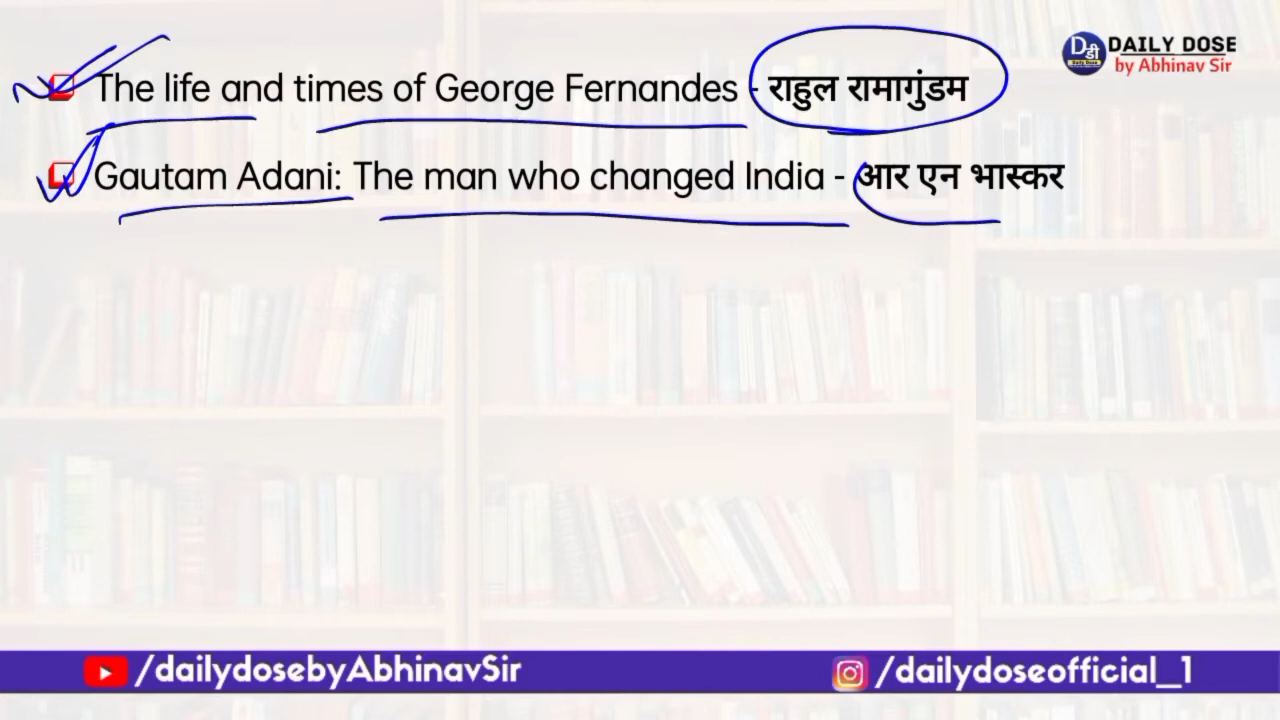 DAILY DOSE
by Abhinav Sir
The life and times of George Fernandes - राहुल रामागुंडम
Gautam Adani: The man who changed India - आर एन भास्कर
/dailydosebyAbhinavSir
/dailydoseofficial_1